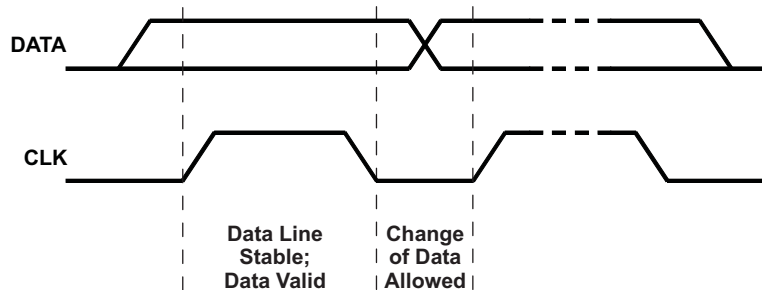 DATA
CLK
Data Line
Stable;
Data Valid
Change
of Data
Allowed